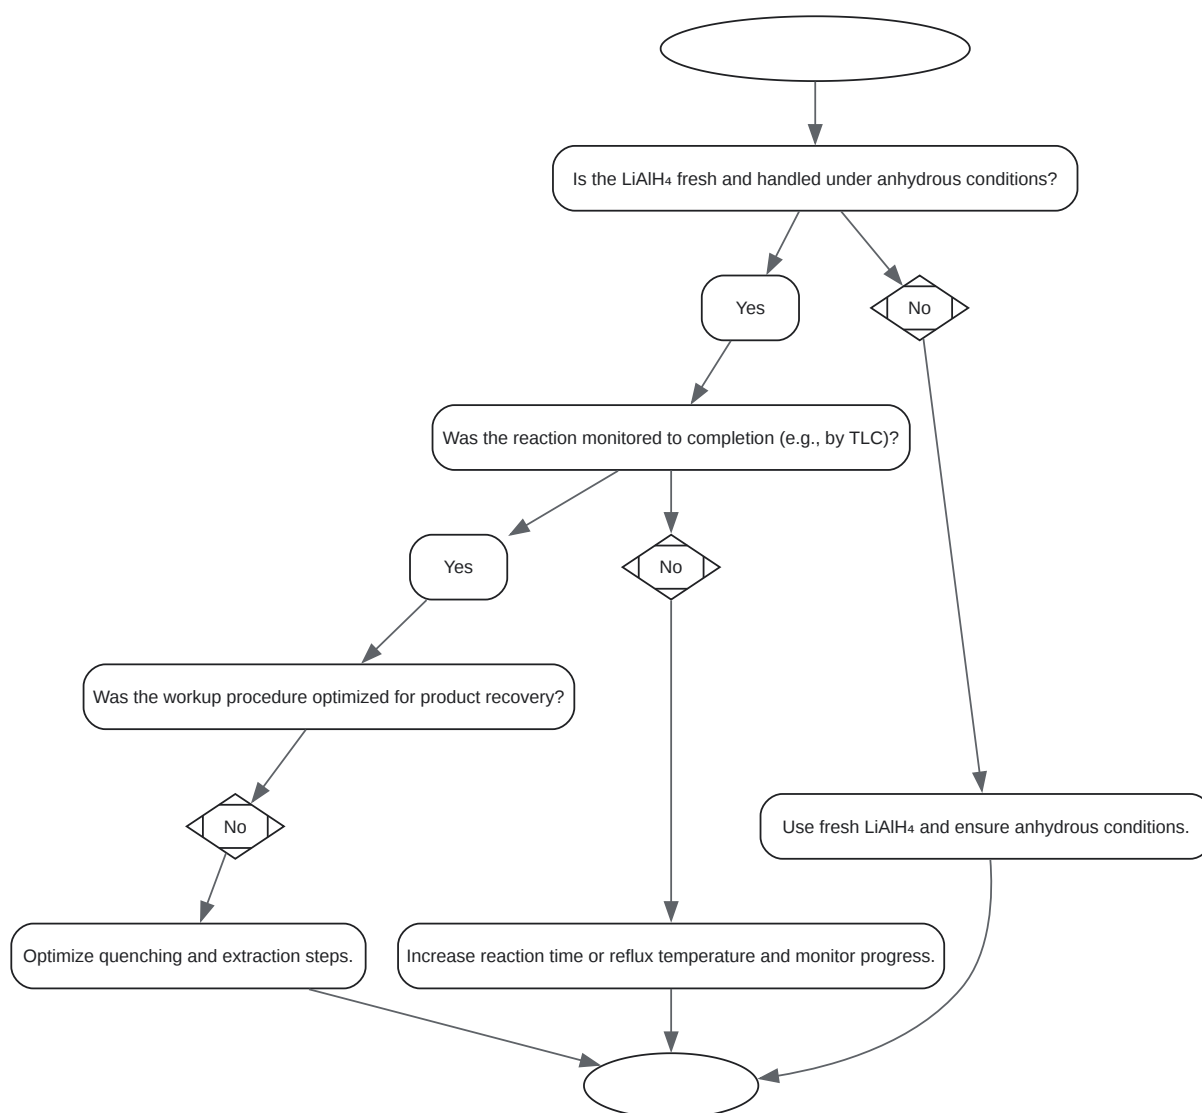 Is the LiAlH₄ fresh and handled under anhydrous conditions?
Yes
No
Was the reaction monitored to completion (e.g., by TLC)?
Yes
No
Was the workup procedure optimized for product recovery?
No
Use fresh LiAlH₄ and ensure anhydrous conditions.
Optimize quenching and extraction steps.
Increase reaction time or reflux temperature and monitor progress.